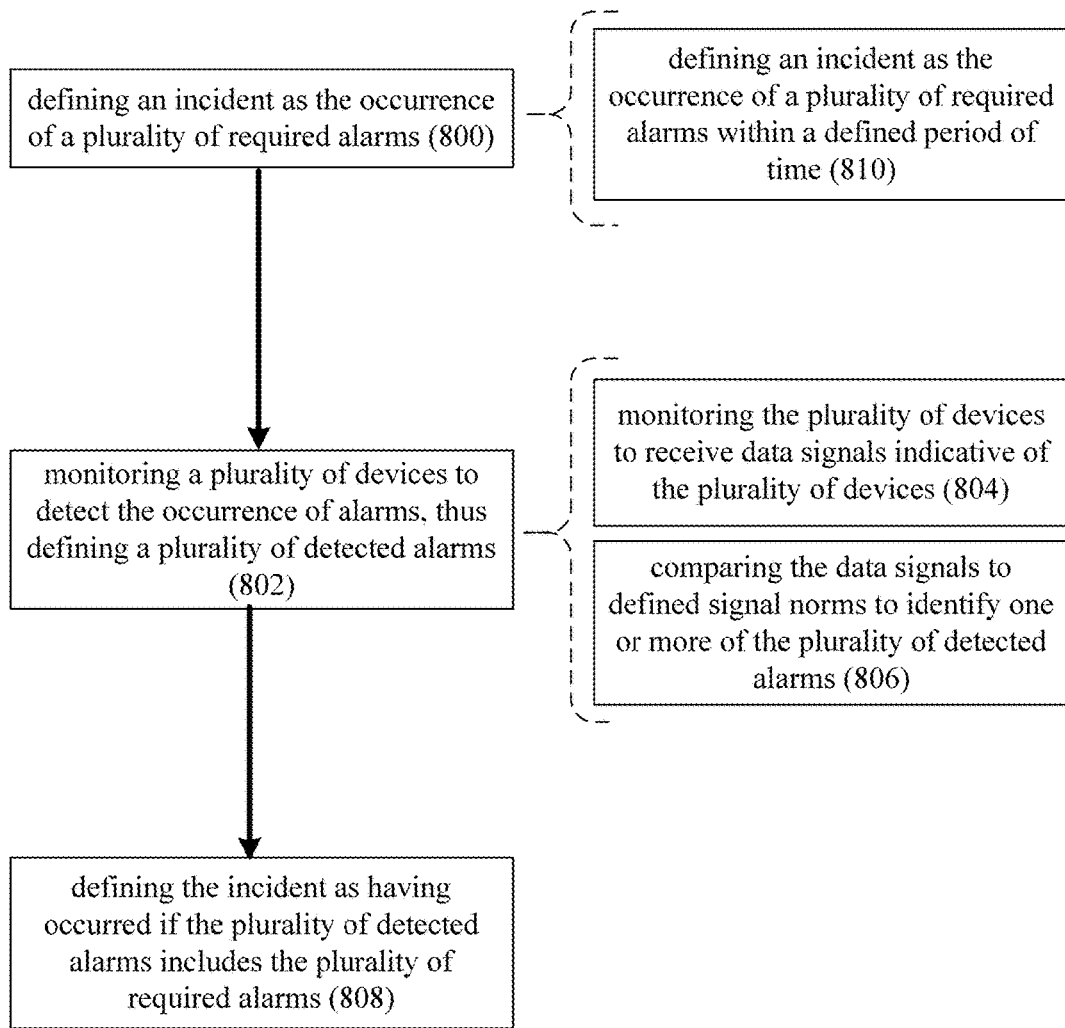 defining an incident as the occurrence
of a plurality of required alarms (800)
defining an incident as the
occurrence of a plurality of required
alarms within a defined period of
time (810)
monitoring a plurality of devices to
detect the occurrence of alarms, thus
defining a plurality of detected alarms
(802)
monitoring the plurality of devices
to receive data signals indicative of
the plurality of devices (804)
comparing the data signals to
defined signal norms to identify one
or more of the plurality of detected
alarms (806)
defining the incident as having
occurred if the plurality of detected
alarms includes the plurality of
required alarms (808)